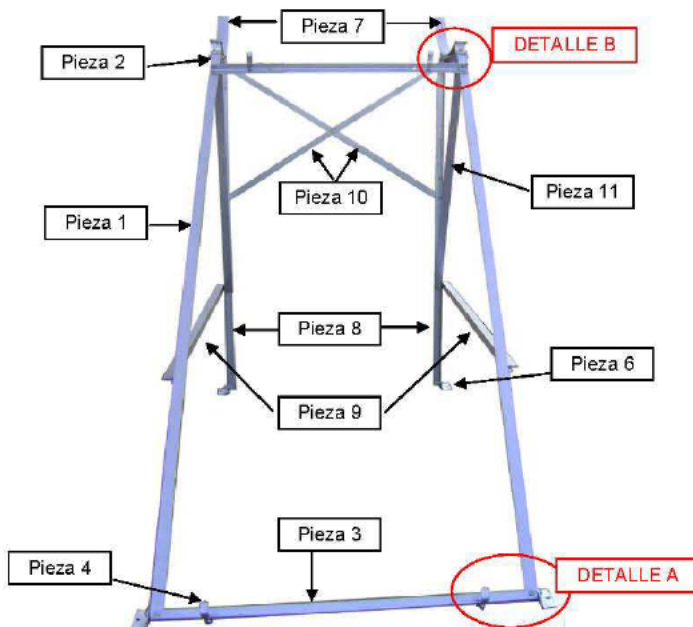 Pieza 7
DETALLE B
Pieza 2
Pieza 10
Pieza 11
Pieza 1
Pieza 8
Pieza 6
Pieza 9
Pieza 3
Pieza 4
DETALLE A